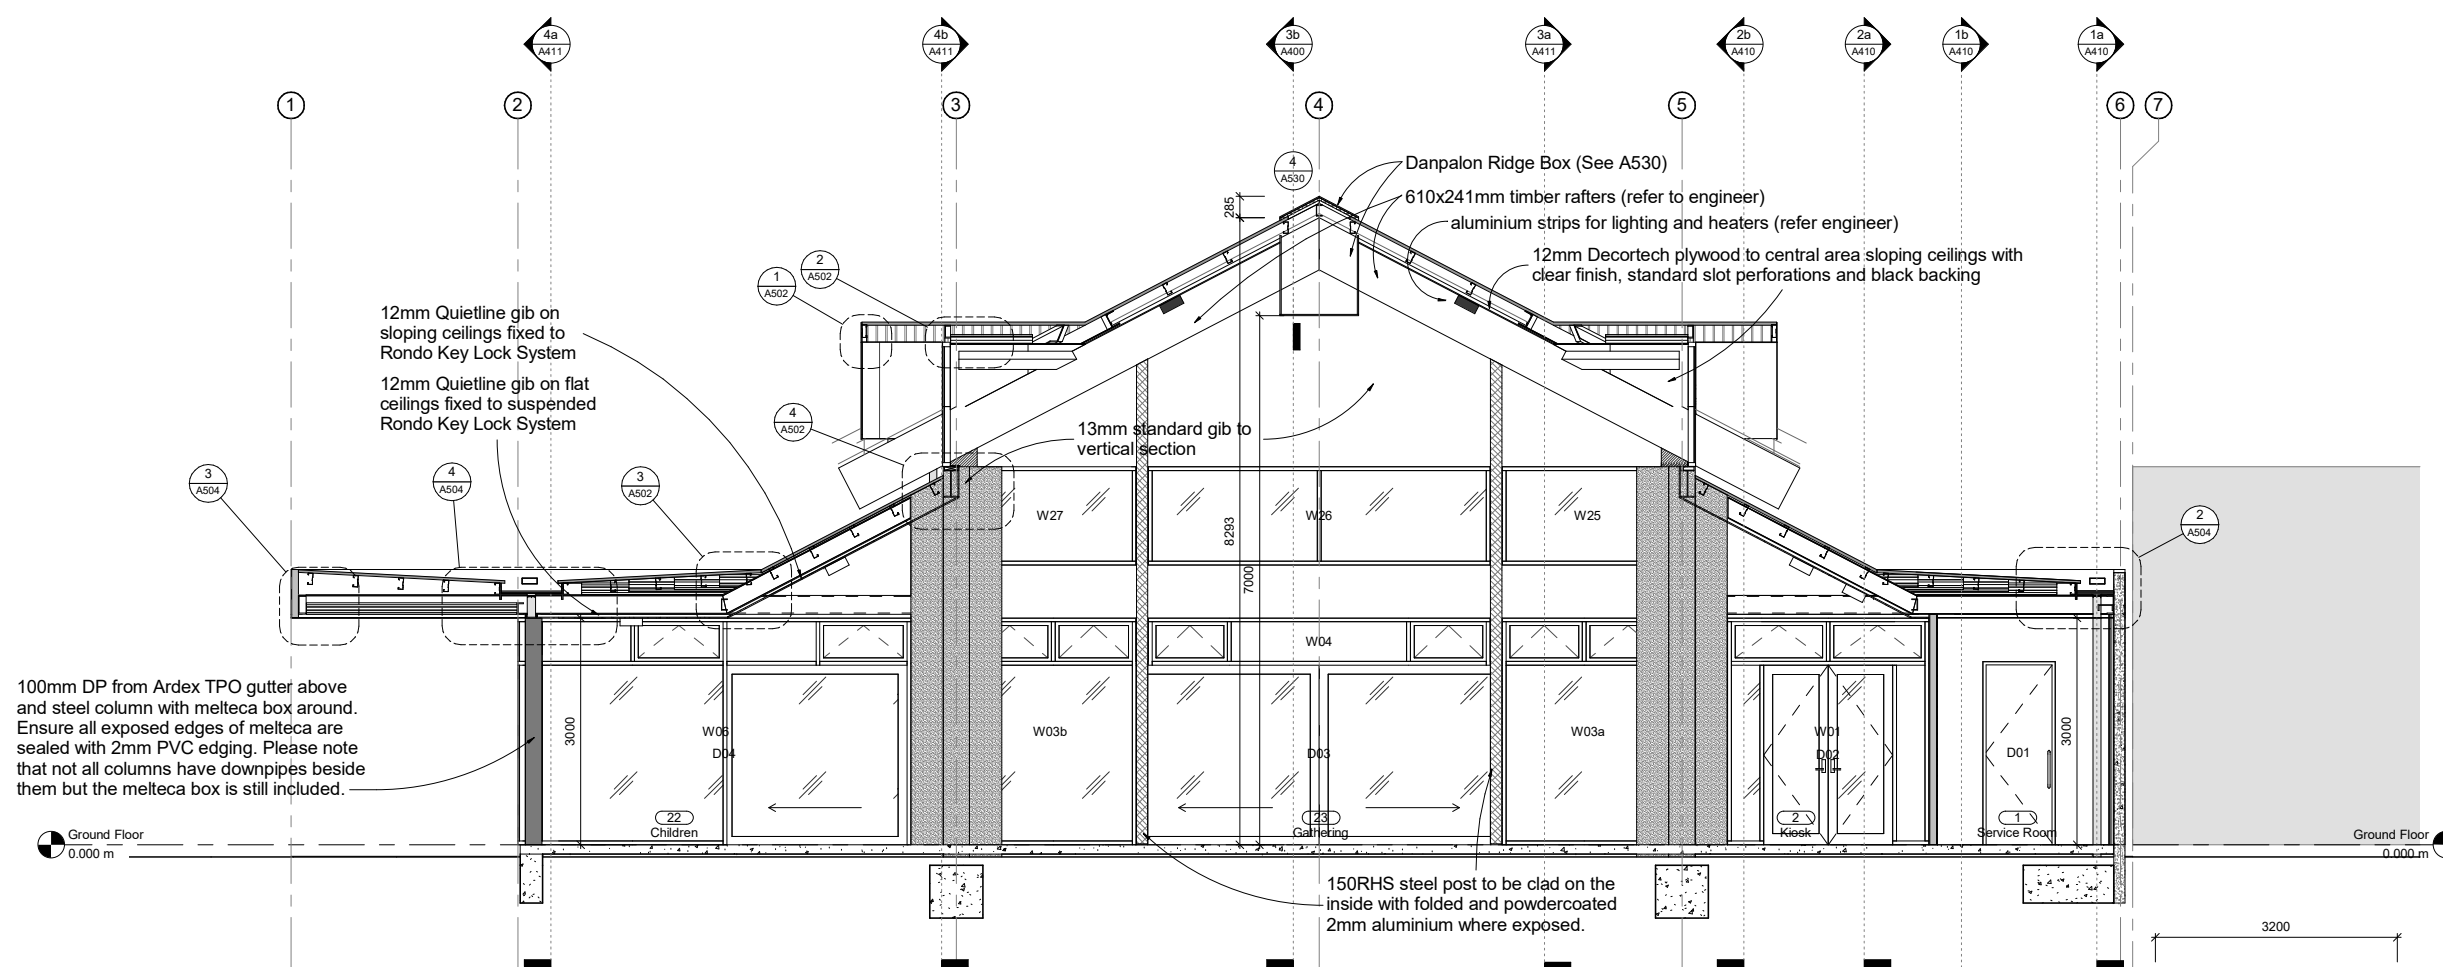 4a
A411
4b
A411
3b
A400
3a
A411
2b
A410
2a
A410
1b
A410
1a
A410
1
2
3
4
5
6
7
4
A530
Danpalon Ridge Box (See A530)
610x241mm timber rafters (refer to engineer)
aluminium strips for lighting and heaters (refer engineer)
12mm Decortech plywood to central area sloping ceilings with
clear finish, standard slot perforations and black backing
285
2
A502
1
A502
12mm Quietline gib on
sloping ceilings fixed to
Rondo Key Lock System
12mm Quietline gib on flat
ceilings fixed to suspended
Rondo Key Lock System
4
A502
13mm standard gib to
vertical section
3
A504
4
A504
3
A502
2
A504
W27
W26
W25
8293
7000
W04
100mm DP from Ardex TPO gutter above
and steel column with melteca box around.
Ensure all exposed edges of melteca are
sealed with 2mm PVC edging. Please note
that not all columns have downpipes beside
them but the melteca box is still included.
3000
W06
D04
W03b
D03
W03a
W01
D02
D01
3000
22
Children
23
Gathering
2
Kiosk
1
Service Room
Ground Floor
0.000 m
Ground Floor
0.000 m
150RHS steel post to be clad on the
inside with folded and powdercoated
2mm aluminium where exposed.
3200